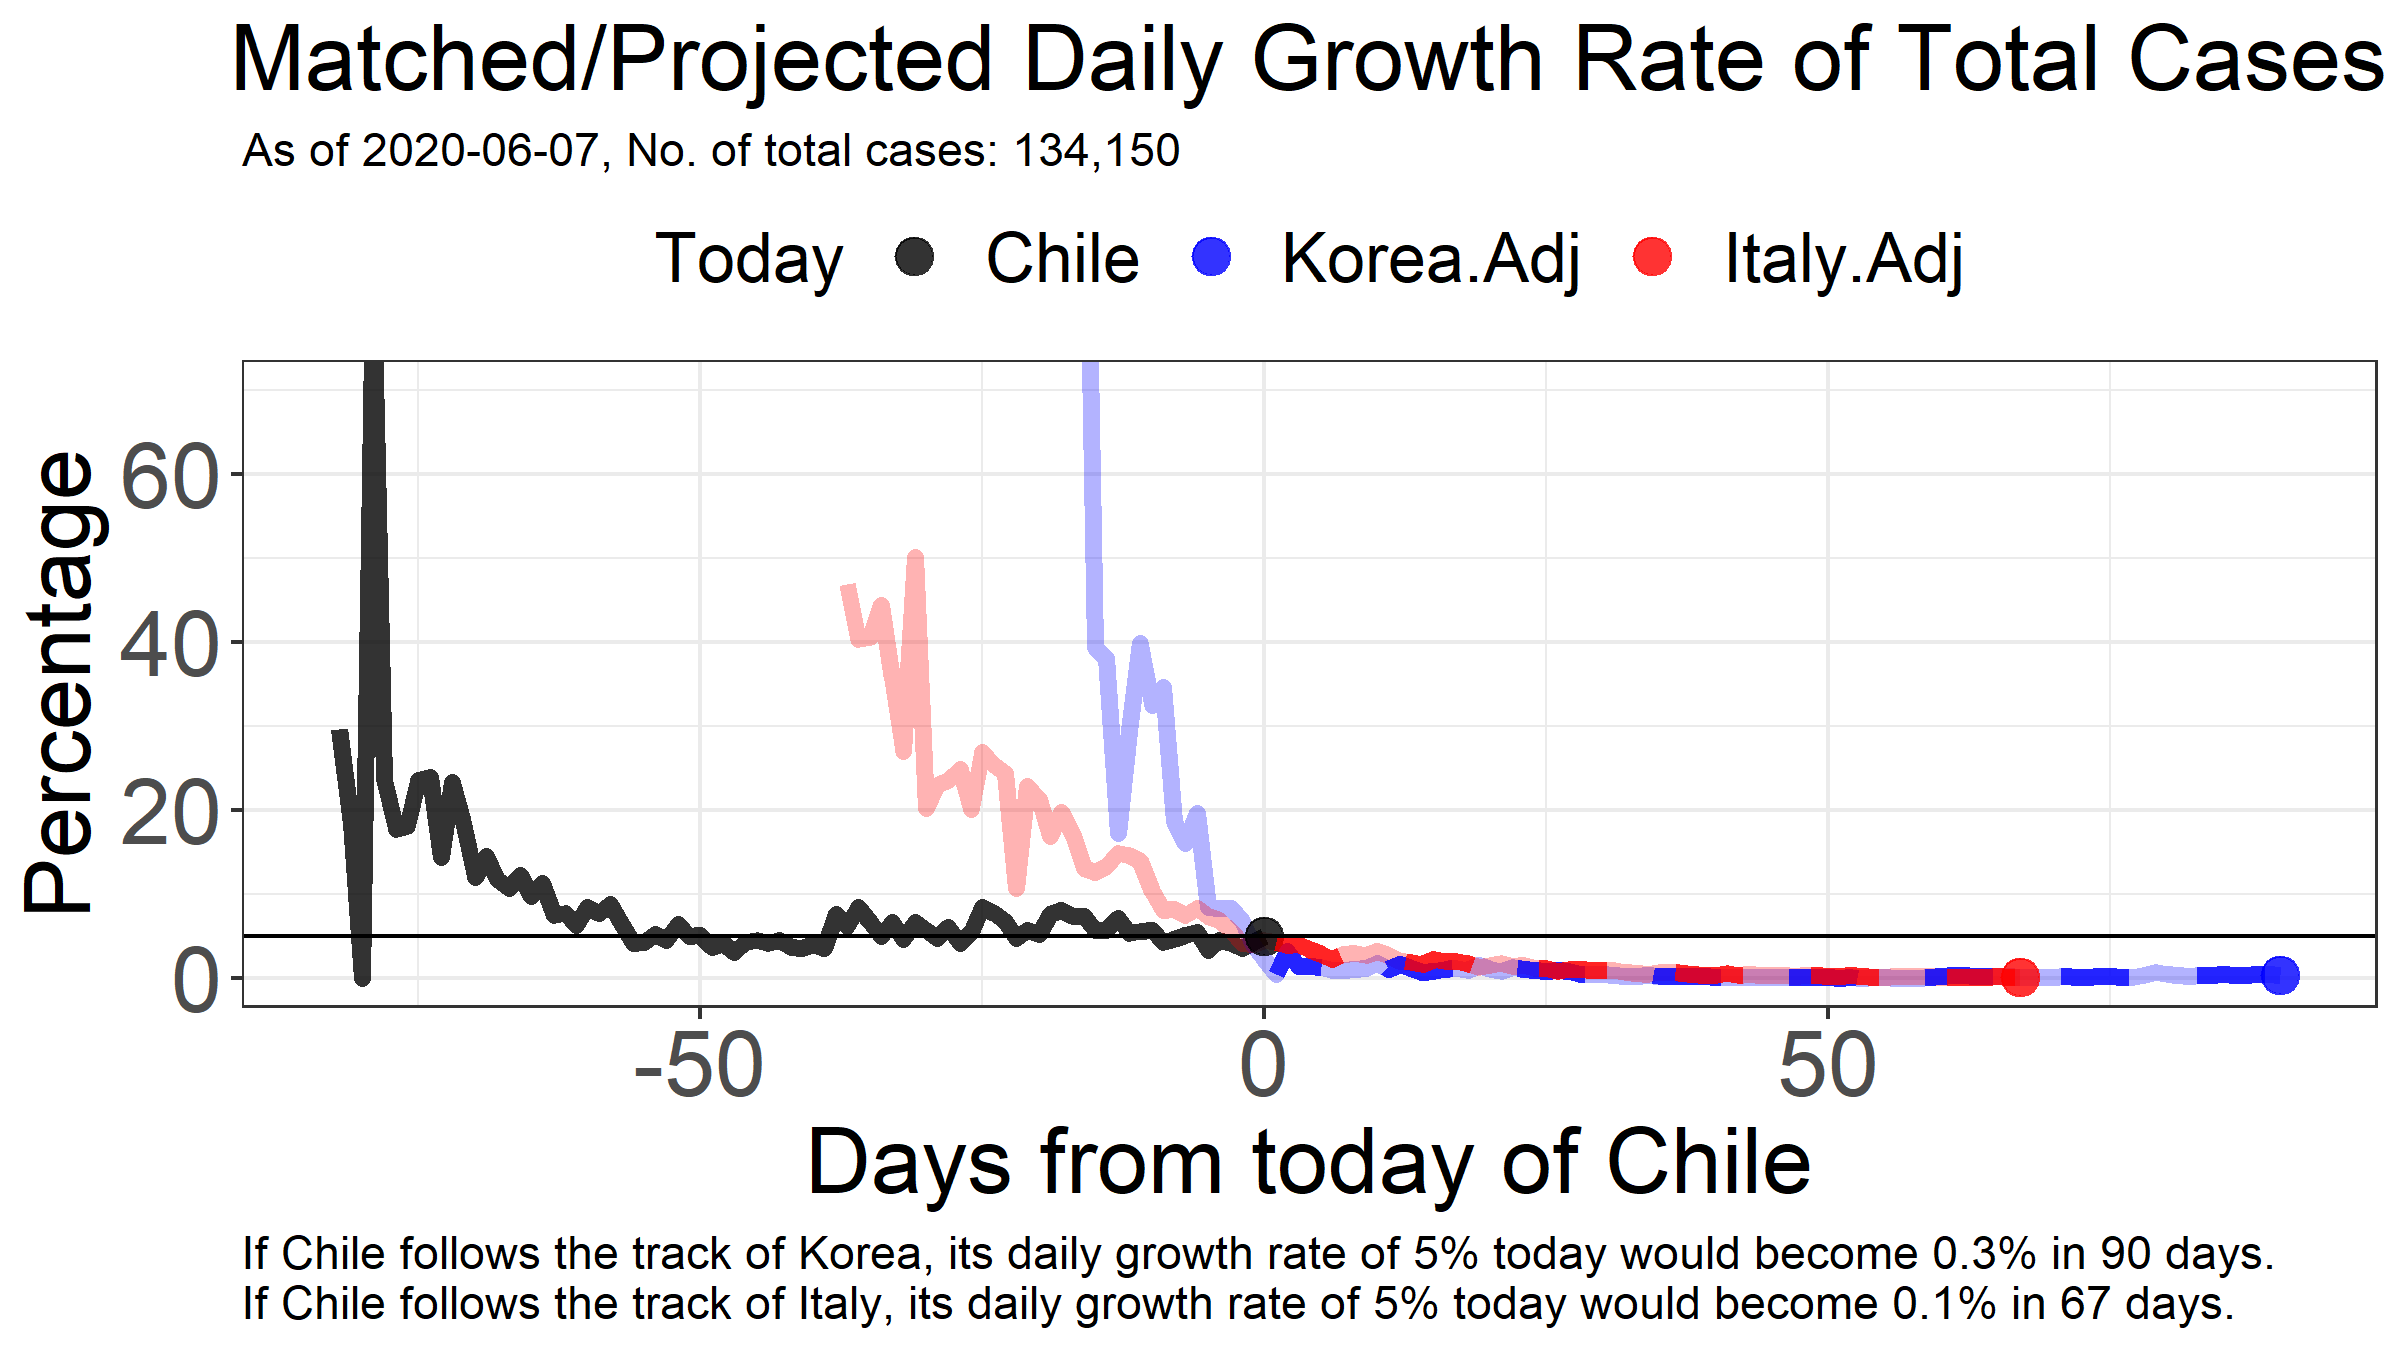 Matched/Projected Daily Growth Rate of Total Cases
As of 2020-06-07, No. of total cases: 134,150
Today Chile Korea.Adj Italy.Adj
Percentage
60
40
20
0
-50 0 50
Days from today of Chile
If Chile follows the track of Korea, its daily growth rate of 5% today would become 0.3% in 90 days.
If Chile follows the track of Italy, its daily growth rate of 5% today would become 0.1% in 67 days.